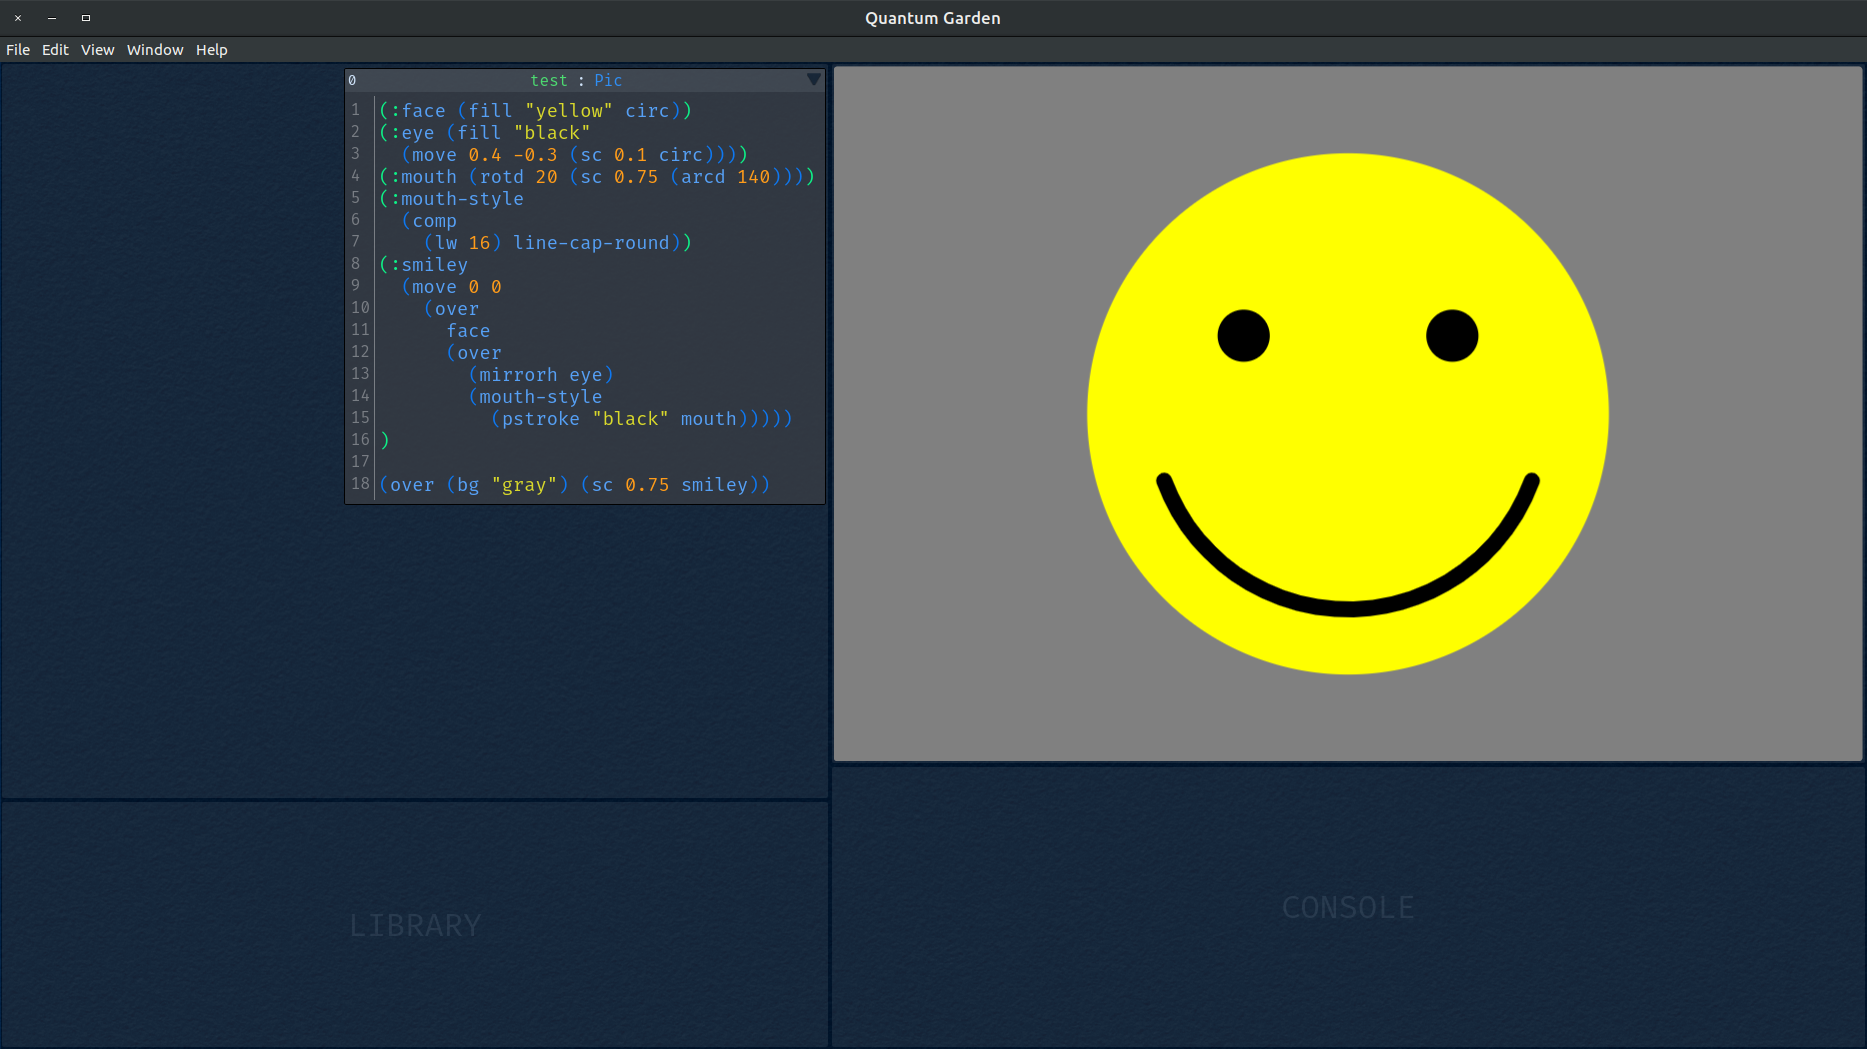 Quantum Garden
File Edit View Window Help
0 test : Pic
1 (:face (fill "yellow" circ))
2 (:eye (fill "black"
3 (move 0.4 -0.3 (sc 0.1 circ))))
4 (:mouth (rotd 20 (sc 0.75 (arcd 140))))
5 (:mouth-style
6 (comp
7 (lw 16) line-cap-round))
8 (:smiley
9 (move 0 0
10 (over
11 face
12 (over
13 (mirrorh eye)
14 (mouth-style
15 (pstroke "black" mouth)))))
16 )
17
18 (over (bg "gray") (sc 0.75 smiley))
LIBRARY
CONSOLE